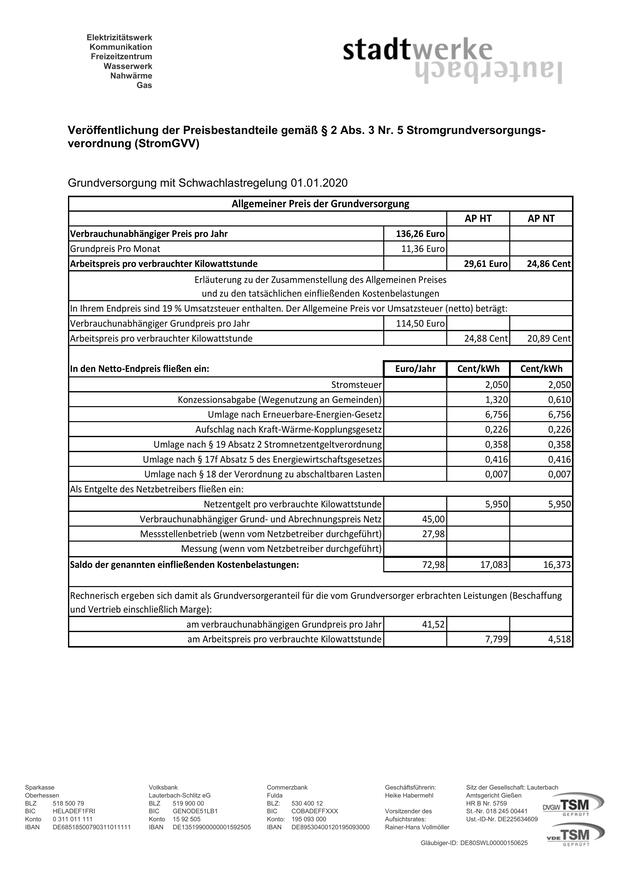 Elektrizitätswerk
Kommunikation
Freizeitzentrum
Wasserwerk
Nahwärme
Gas
stadtwerke
lauterbach
Veröffentlichung der Preisbestandteile gemäß § 2 Abs. 3 Nr. 5 Stromgrundversorgungs-
verordnung (StromGVV)
Grundversorgung mit Schwachlastregelung 01.01.2020
Allgemeiner Preis der Grundversorgung
AP HT AP NT
Verbrauchunabhängiger Preis pro Jahr 136,26 Euro
Grundpreis Pro Monat 11,36 Euro
Arbeitspreis pro verbrauchter Kilowattstunde 29,61 Euro 24,86 Cent
Erläuterung zu der Zusammenstellung des Allgemeinen Preises
und zu den tatsächlichen einfließenden Kostenbelastungen
In Ihrem Endpreis sind 19 % Umsatzsteuer enthalten. Der Allgemeine Preis vor Umsatzsteuer (netto) beträgt:
Verbrauchunabhängiger Grundpreis pro Jahr 114,50 Euro
Arbeitspreis pro verbrauchter Kilowattstunde 24,88 Cent 20,89 Cent
In den Netto-Endpreis fließen ein: Euro/Jahr Cent/kWh Cent/kWh
Stromsteuer 2,050 2,050
Konzessionsabgabe (Wegenutzung an Gemeinden) 1,320 0,610
Umlage nach Erneuerbare-Energien-Gesetz 6,756 6,756
Aufschlag nach Kraft-Wärme-Kopplungsgesetz 0,226 0,226
Umlage nach § 19 Absatz 2 Stromnetzentgeltverordnung 0,358 0,358
Umlage nach § 17f Absatz 5 des Energiewirtschaftsgesetzes 0,416 0,416
Umlage nach § 18 der Verordnung zu abschaltbaren Lasten 0,007 0,007
Als Entgelte des Netzbetreibers fließen ein:
Netzentgelt pro verbrauchte Kilowattstunde 5,950 5,950
Verbrauchunabhängiger Grund- und Abrechnungspreis Netz 45,00
Messstellenbetrieb (wenn vom Netzbetreiber durchgeführt) 27,98
Messung (wenn vom Netzbetreiber durchgeführt)
Saldo der genannten einfließenden Kostenbelastungen: 72,98 17,083 16,373
Rechnerisch ergeben sich damit als Grundversorgeranteil für die vom Grundversorger erbrachten Leistungen (Beschaffung
und Vertrieb einschließlich Marge):
am verbrauchunabhängigen Grundpreis pro Jahr 41,52
am Arbeitspreis pro verbrauchte Kilowattstunde 7,799 4,518
Sparkasse Volksbank Commerzbank Geschäftsführerin: Sitz der Gesellschaft: Lauterbach
Oberhessen Lauterbach-Schlitz eG Fulda Heike Habermehl Amtsgericht Gießen
BLZ 518 500 79 BLZ 519 900 00 BLZ: 530 400 12 HR B Nr. 5759
BIC HELADEF1FRI BIC GENODE51LB1 BIC COBADEFFXXX Vorsitzender des St.-Nr. 018 245 00441
Konto 0 311 011 111 Konto 15 92 505 Konto: 195 093 000 Aufsichtsrates: Ust.-ID-Nr. DE225634609
IBAN DE68518500790311011111 IBAN DE13519900000001592505 IBAN DE89530400120195093000 Rainer-Hans Vollmöller
Gläubiger-ID: DE80SWL00000150625
DVGW TSM
GEPRÜFT
VDE TSM
GEPRÜFT